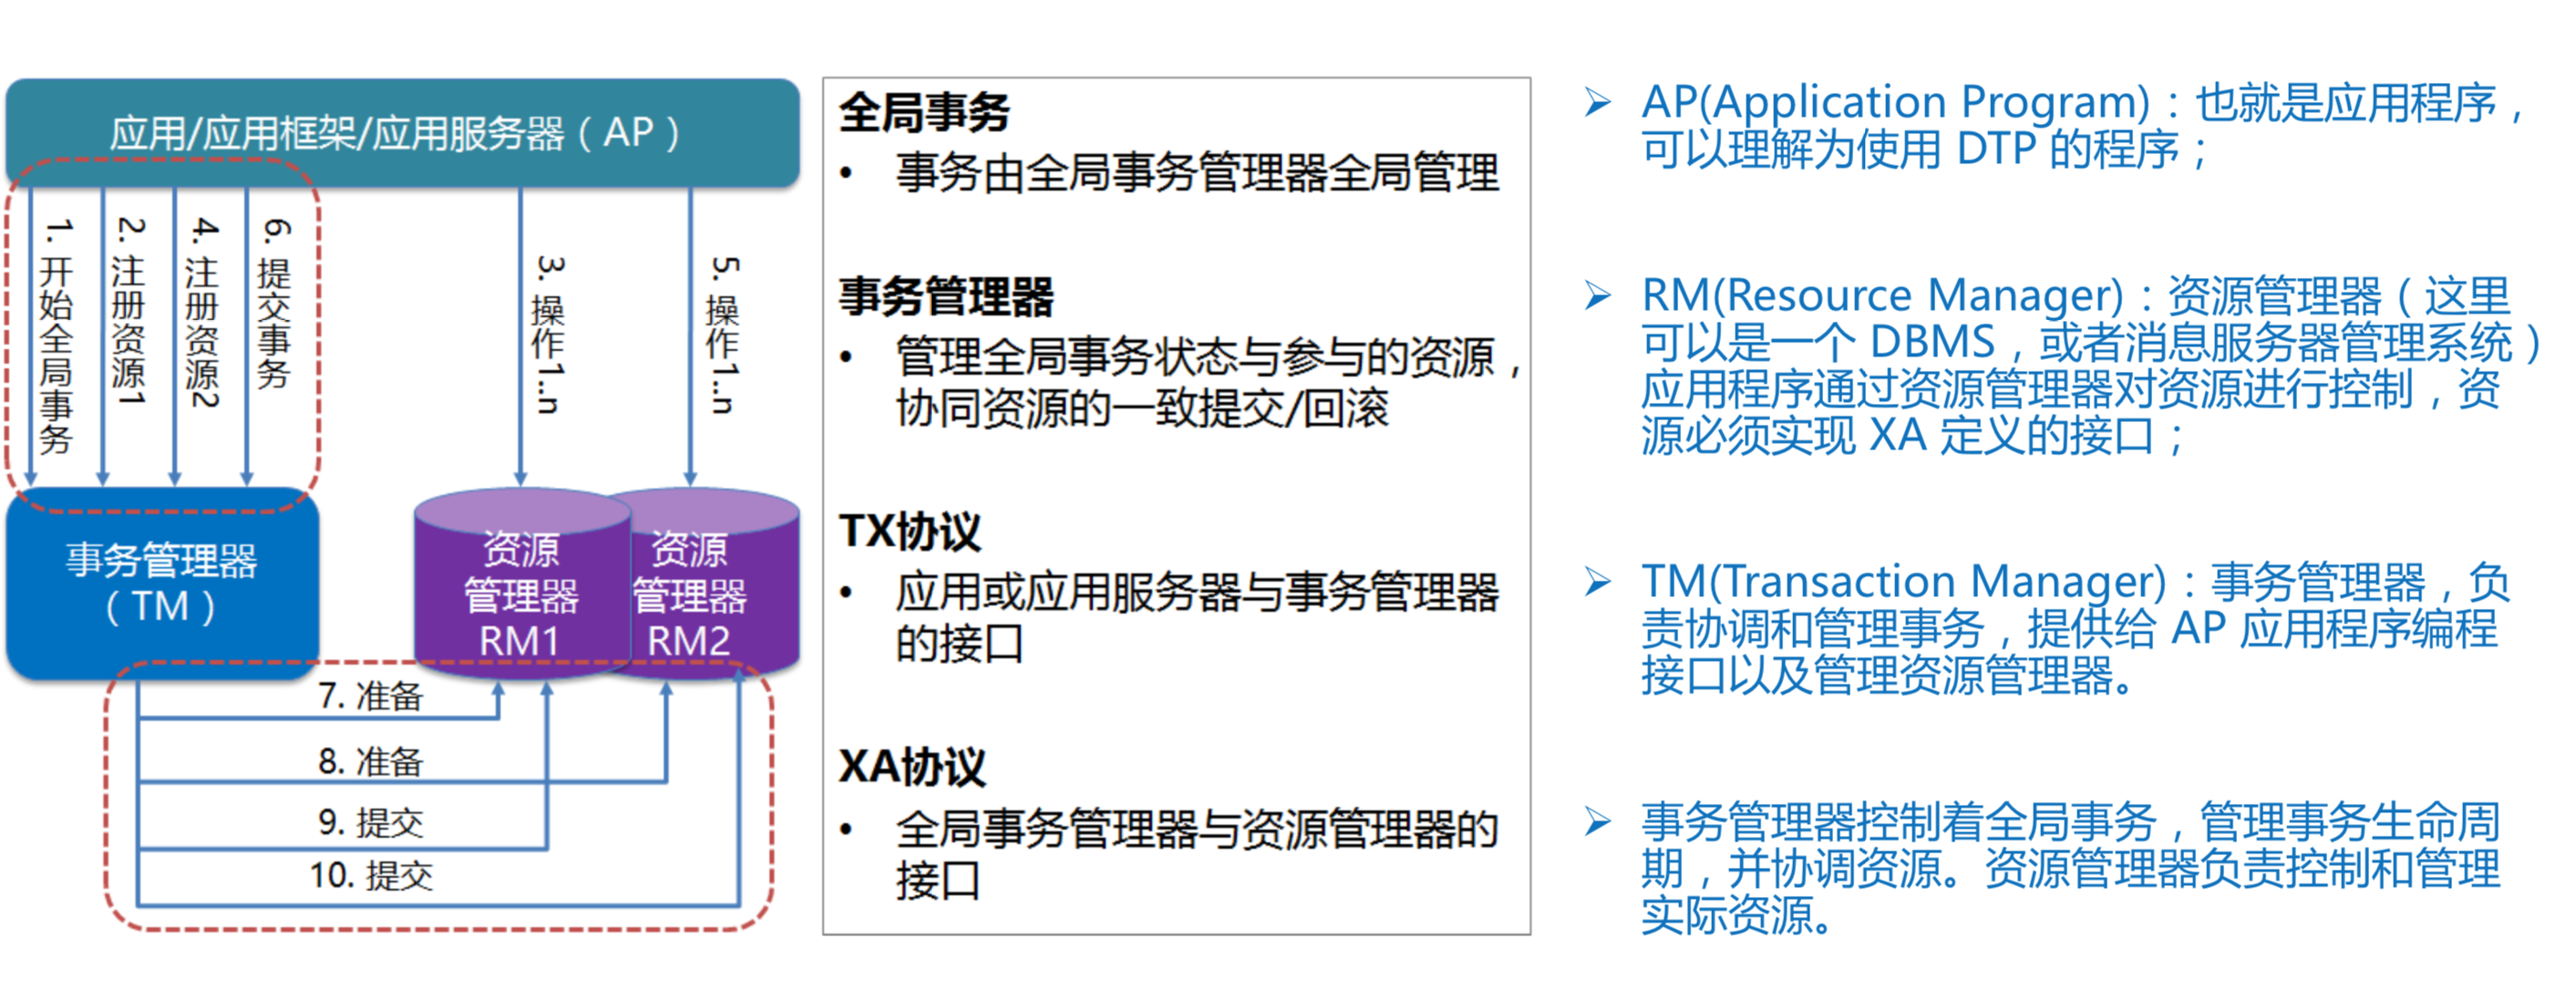 应用/应用框架/应用服务器（AP）
1. 开始全局事务
2. 注册资源1
4. 注册资源2
6. 提交事务
3. 操作1..n
5. 操作1..n
事务管理器
（TM）
资源
管理器
RM1
资源
管理器
RM2
7. 准备
8. 准备
9. 提交
10. 提交
全局事务
• 事务由全局事务管理器全局管理
事务管理器
• 管理全局事务状态与参与的资源，
协同资源的一致提交/回滚
TX协议
• 应用或应用服务器与事务管理器
的接口
XA协议
• 全局事务管理器与资源管理器的
接口
➢ AP(Application Program)：也就是应用程序，
可以理解为使用 DTP 的程序；
➢ RM(Resource Manager)：资源管理器（这里
可以是一个 DBMS，或者消息服务器管理系统）
应用程序通过资源管理器对资源进行控制，资
源必须实现 XA 定义的接口；
➢ TM(Transaction Manager)：事务管理器，负
责协调和管理事务，提供给 AP 应用程序编程
接口以及管理资源管理器。
➢ 事务管理器控制着全局事务，管理事务生命周
期，并协调资源。资源管理器负责控制和管理
实际资源。